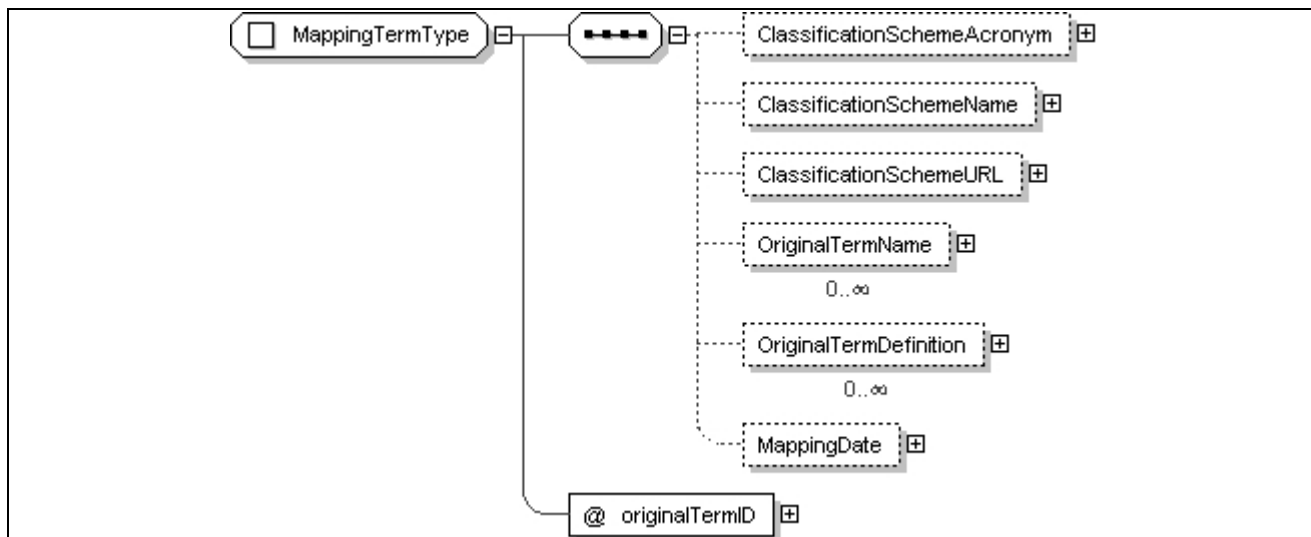 MappingTermType
ClassificationSchemeAcronym
ClassificationSchemeName
ClassificationSchemeURL
OriginalTermName
0..∞
OriginalTermDefinition
0..∞
MappingDate
@ originalTermID